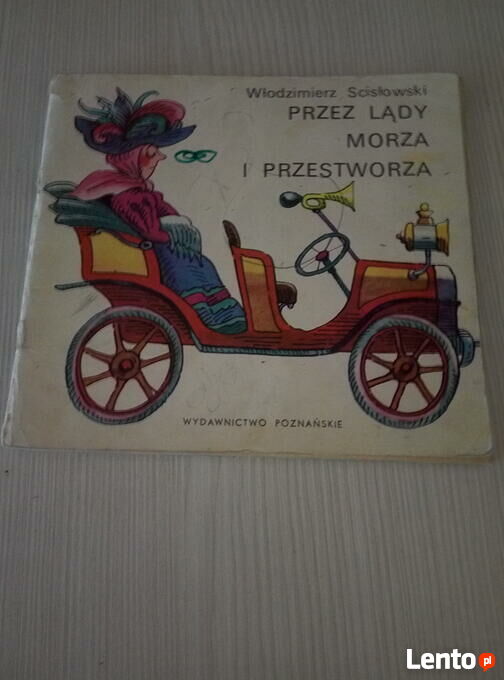 Włodzimierz Scisłowski
PRZEZ LĄDY
MORZA
I PRZESTWORZA
WYDAWNICTWO POZNAŃSKIE
Lento.pl